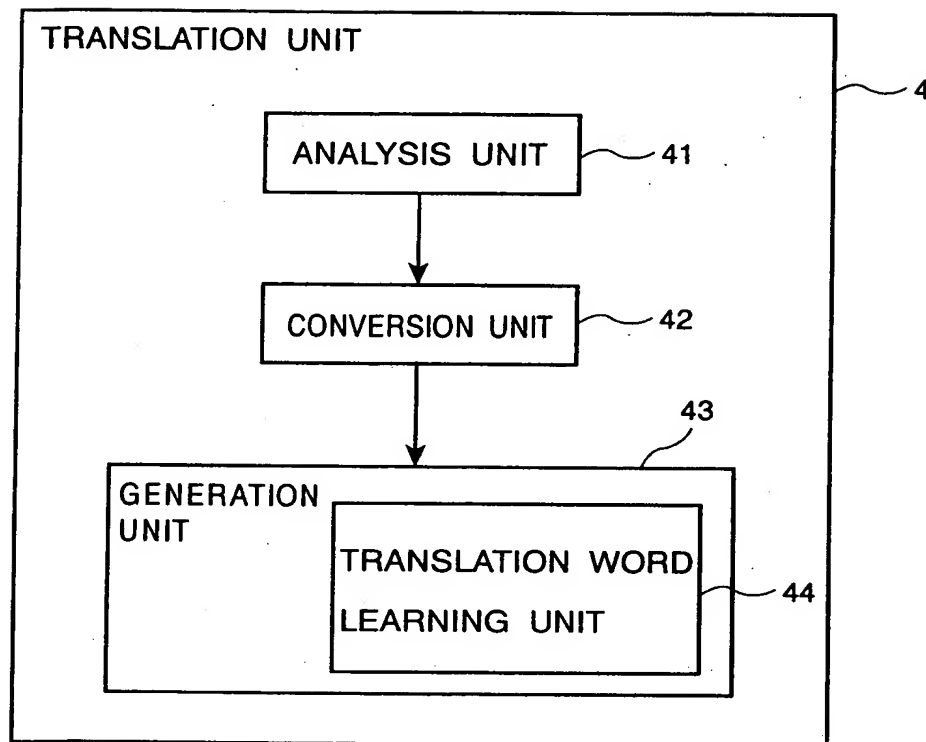 TRANSLATION UNIT
4
ANALYSIS UNIT
41
CONVERSION UNIT
42
43
GENERATION
UNIT
TRANSLATION WORD
LEARNING UNIT
44